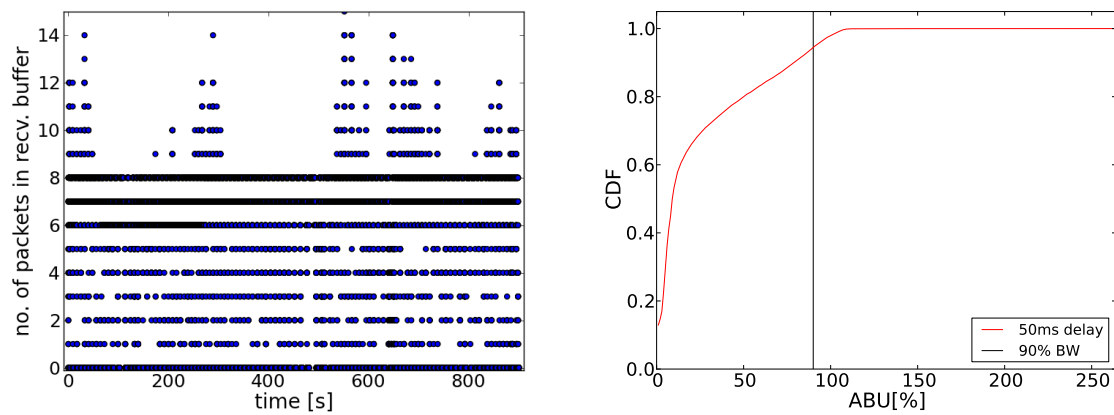 no. of packets in recv. buffer
14
12
10
8
6
4
2
0
0 200 400 600 800
time [s]
CDF
1.0
0.8
0.6
0.4
0.2
0.0
50ms delay
90% BW
0 50 100 150 200 250
ABU[%]